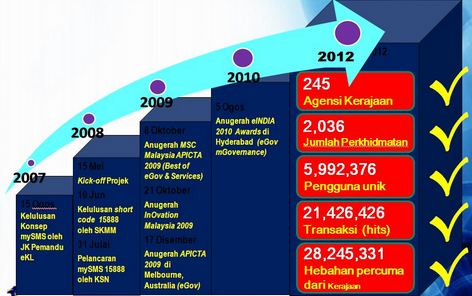 2007
15 Ogos
Kelulusan
Konsep
mySMS oleh
JK Pemandu
eKL
2008
15 Mei
Kick-off Projek
10 Jun
Kelulusan short
code 15888
oleh SKMM
31 Julai
Pelancaran
mySMS 15888
oleh KSN
2009
8 Oktober
Anugerah MSC
Malaysia APICTA
2009 (Best of
eGov & Services)
21 Oktober
Anugerah
InOvation
Malaysia 2009
17 Disember
Anugerah APICTA
2009 di
Melbourne,
Australia (eGov)
2010
5 Ogos
Anugerah eINDIA
2010 Awards di
Hyderabad (eGov
mGovernance)
2012
245
Agensi Kerajaan
2,036
Jumlah Perkhidmatan
5,992,376
Pengguna unik
21,426,426
Transaksi (hits)
28,245,331
Hebahan percuma
dari Kerajaan